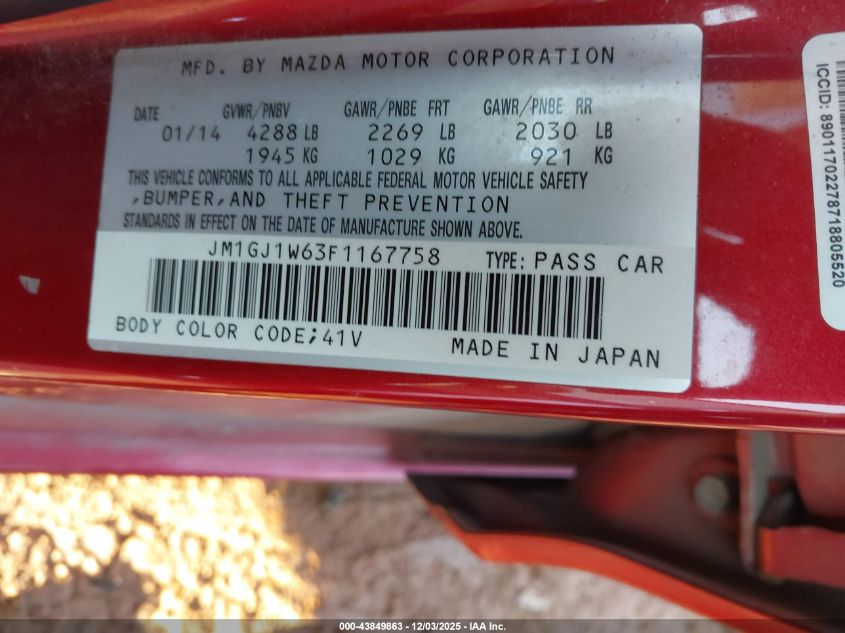 MFD. BY MAZDA MOTOR CORPORATION
DATE GVWR/PNBV GAWR/PNBE FRT GAWR/PNBE RR
01/14 4288 LB 2269 LB 2030 LB
1945 KG 1029 KG 921 KG
THIS VEHICLE CONFORMS TO ALL APPLICABLE FEDERAL MOTOR VEHICLE SAFETY
,BUMPER,AND THEFT PREVENTION
STANDARDS IN EFFECT ON THE DATE OF MANUFACTURE SHOWN ABOVE.
JM1GJ1W63F1167758 TYPE: PASS CAR
BODY COLOR CODE;41V
MADE IN JAPAN
ICCID: 89011702278718805520
000-43849863 - 12/03/2025 - IAA Inc.